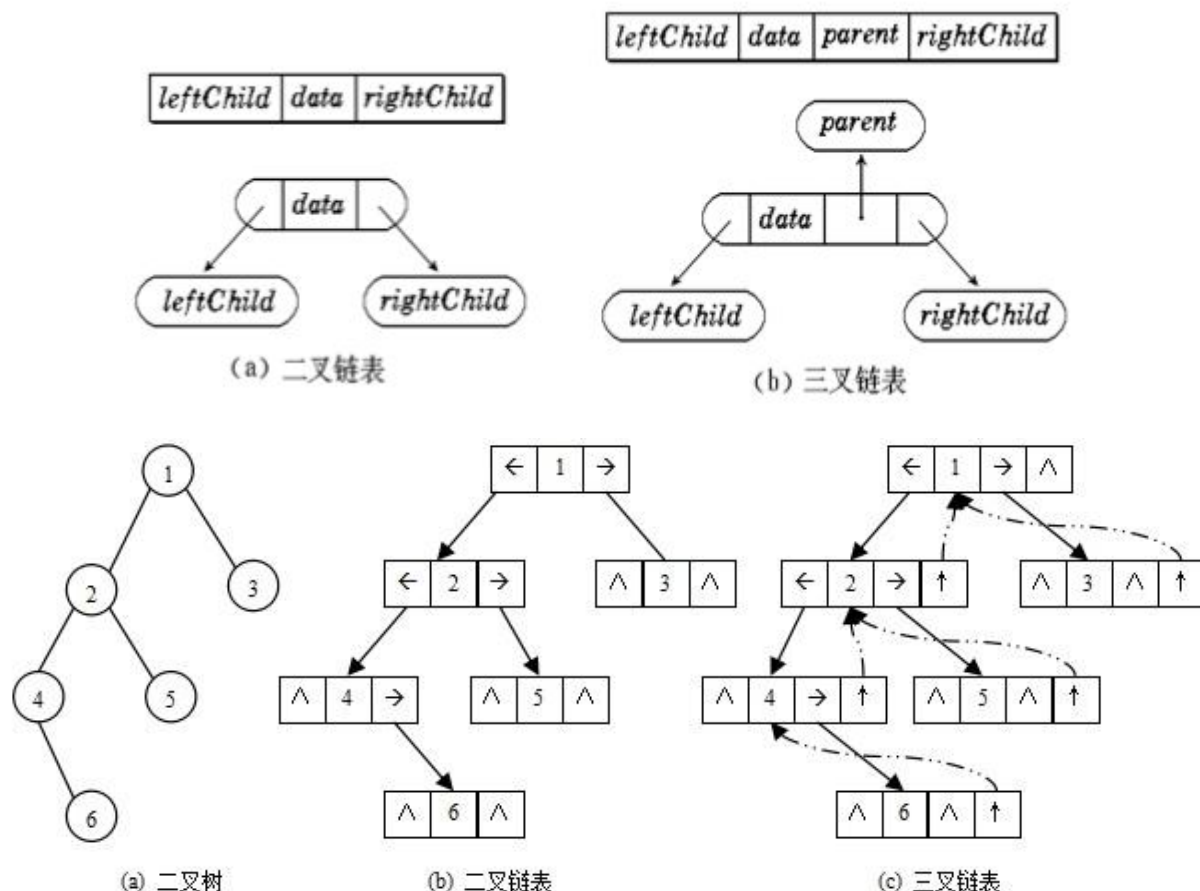 leftChild data rightChild
data
leftChild rightChild
(a) 二叉链表
leftChild data parent rightChild
parent
data
leftChild rightChild
(b) 三叉链表
1
2 3
4 5
6
(a) 二叉树
← 1 →
← 2 → ∧ 3 ∧
∧ 4 → ∧ 5 ∧
∧ 6 ∧
(b) 二叉链表
← 1 → ∧
← 2 → ↑ ∧ 3 ∧ ↑
∧ 4 → ↑ ∧ 5 ∧ ↑
∧ 6 ∧ ↑
(c) 三叉链表